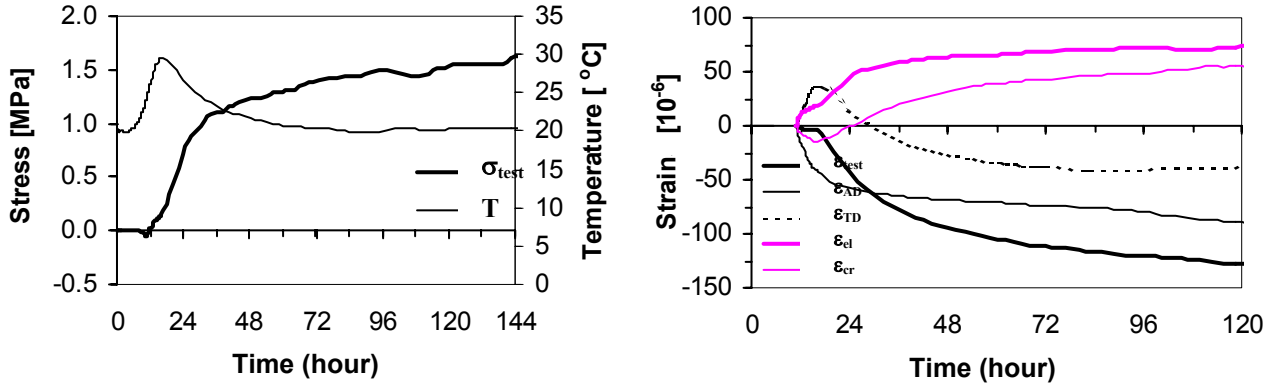 2.0
1.5
1.0
0.5
0.0
-0.5
Stress [MPa]
35
30
25
20
15
10
5
0
Temperature [ °C]
σtest
T
0 24 48 72 96 120 144
Time (hour)
100
50
0
-50
-100
-150
Strain [10-6]
εtest
εAD
εTD
εel
εcr
0 24 48 72 96 120
Time (hour)